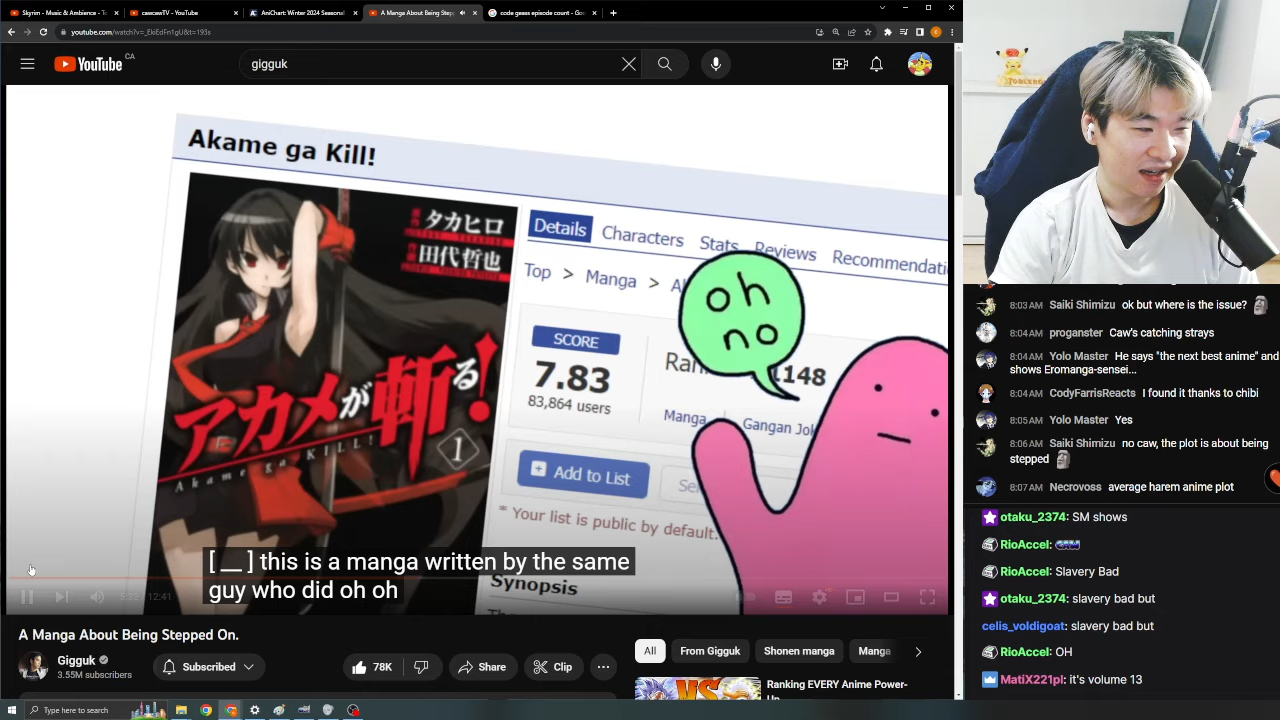 Skyrim - Music & Ambience - To
cawcawTV - YouTube
AniChart: Winter 2024 Seasonal
A Manga About Being Stepp
code geass episode count - Go
youtube.com/watch?v=_EkiEdFn1gU&t=193s
YouTube CA
gigguk
Akame ga Kill!
タカヒロ
田代哲也
アカメが斬る!
Akame ga KILL!
1
Details Characters Stats Reviews Recommendati
Top > Manga >
oh
no
SCORE
7.83
83,864 users
1148
Manga
Gangan Jok
Add to List
* Your list is public by default.
[ __ ] this is a manga written by the same
guy who did oh oh
Synopsis
5:22 / 12:41
A Manga About Being Stepped On.
Gigguk
3.55M subscribers
Subscribed
78K
Share
Clip
All
From Gigguk
Shonen manga
Manga
Ranking EVERY Anime Power-
Up
VS
Type here to search
8:03 AM Saiki Shimizu ok but where is the issue?
8:04 AM proganster Caw's catching strays
8:04 AM Yolo Master He says "the next best anime" and
shows Eromanga-sensei...
8:04 AM CodyFarrisReacts I found it thanks to chibi
8:05 AM Yolo Master Yes
8:06 AM Saiki Shimizu no caw, the plot is about being
stepped
8:07 AM Necrovoss average harem anime plot
otaku_2374: SM shows
RioAccel:
RioAccel: Slavery Bad
otaku_2374: slavery bad but
celis_voldigoat: slavery bad but
RioAccel: OH
MatiX221pl: it's volume 13